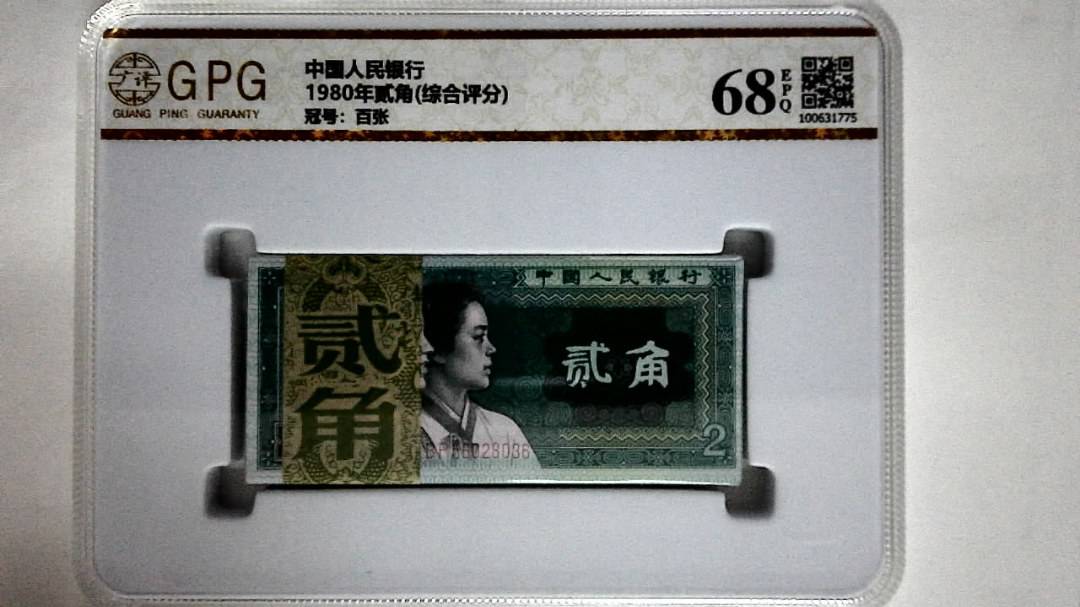 广评
GPG
GUANG PING GUARANTY
中国人民银行
1980年贰角(综合评分)
冠号：百张
68
EPQ
100631775
中國人民银行
贰角
贰角
2